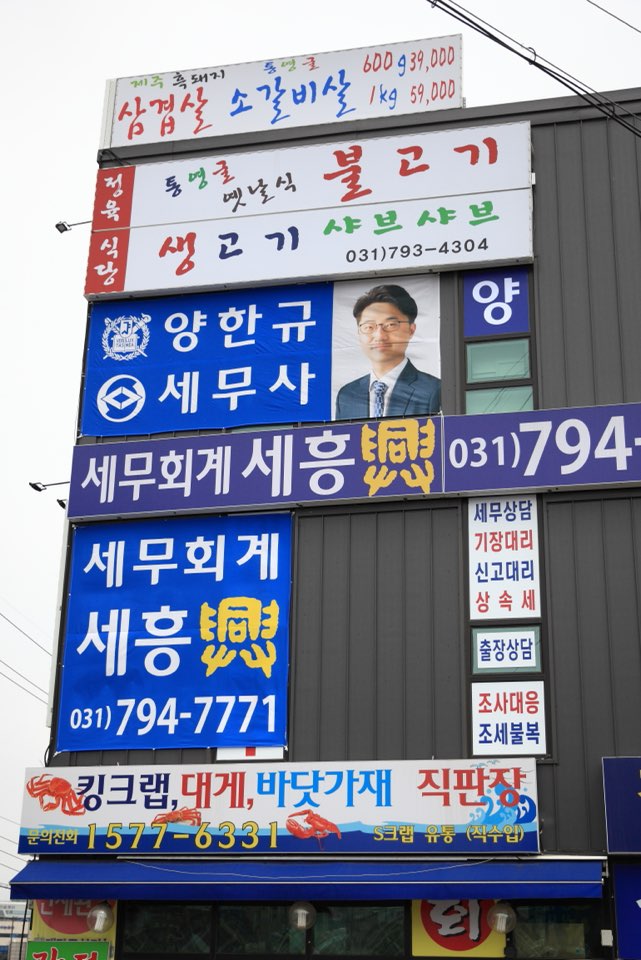 제주 흑돼지 통영굴 600g 39,000
삼겹살 소갈비살 1kg 59,000
정육식당
통영굴 옛날식 불고기
생고기 샤브샤브
031)793-4304
양한규
세무사
양
세무회계 세흥 興 031)794-
세무회계
세흥 興
031)794-7771
세무상담
기장대리
신고대리
상속세
출장상담
조사대응
조세불복
킹크랩, 대게, 바닷가재 직판장
문의전화 1577-6331 S크랩 유통 (직수입)
회